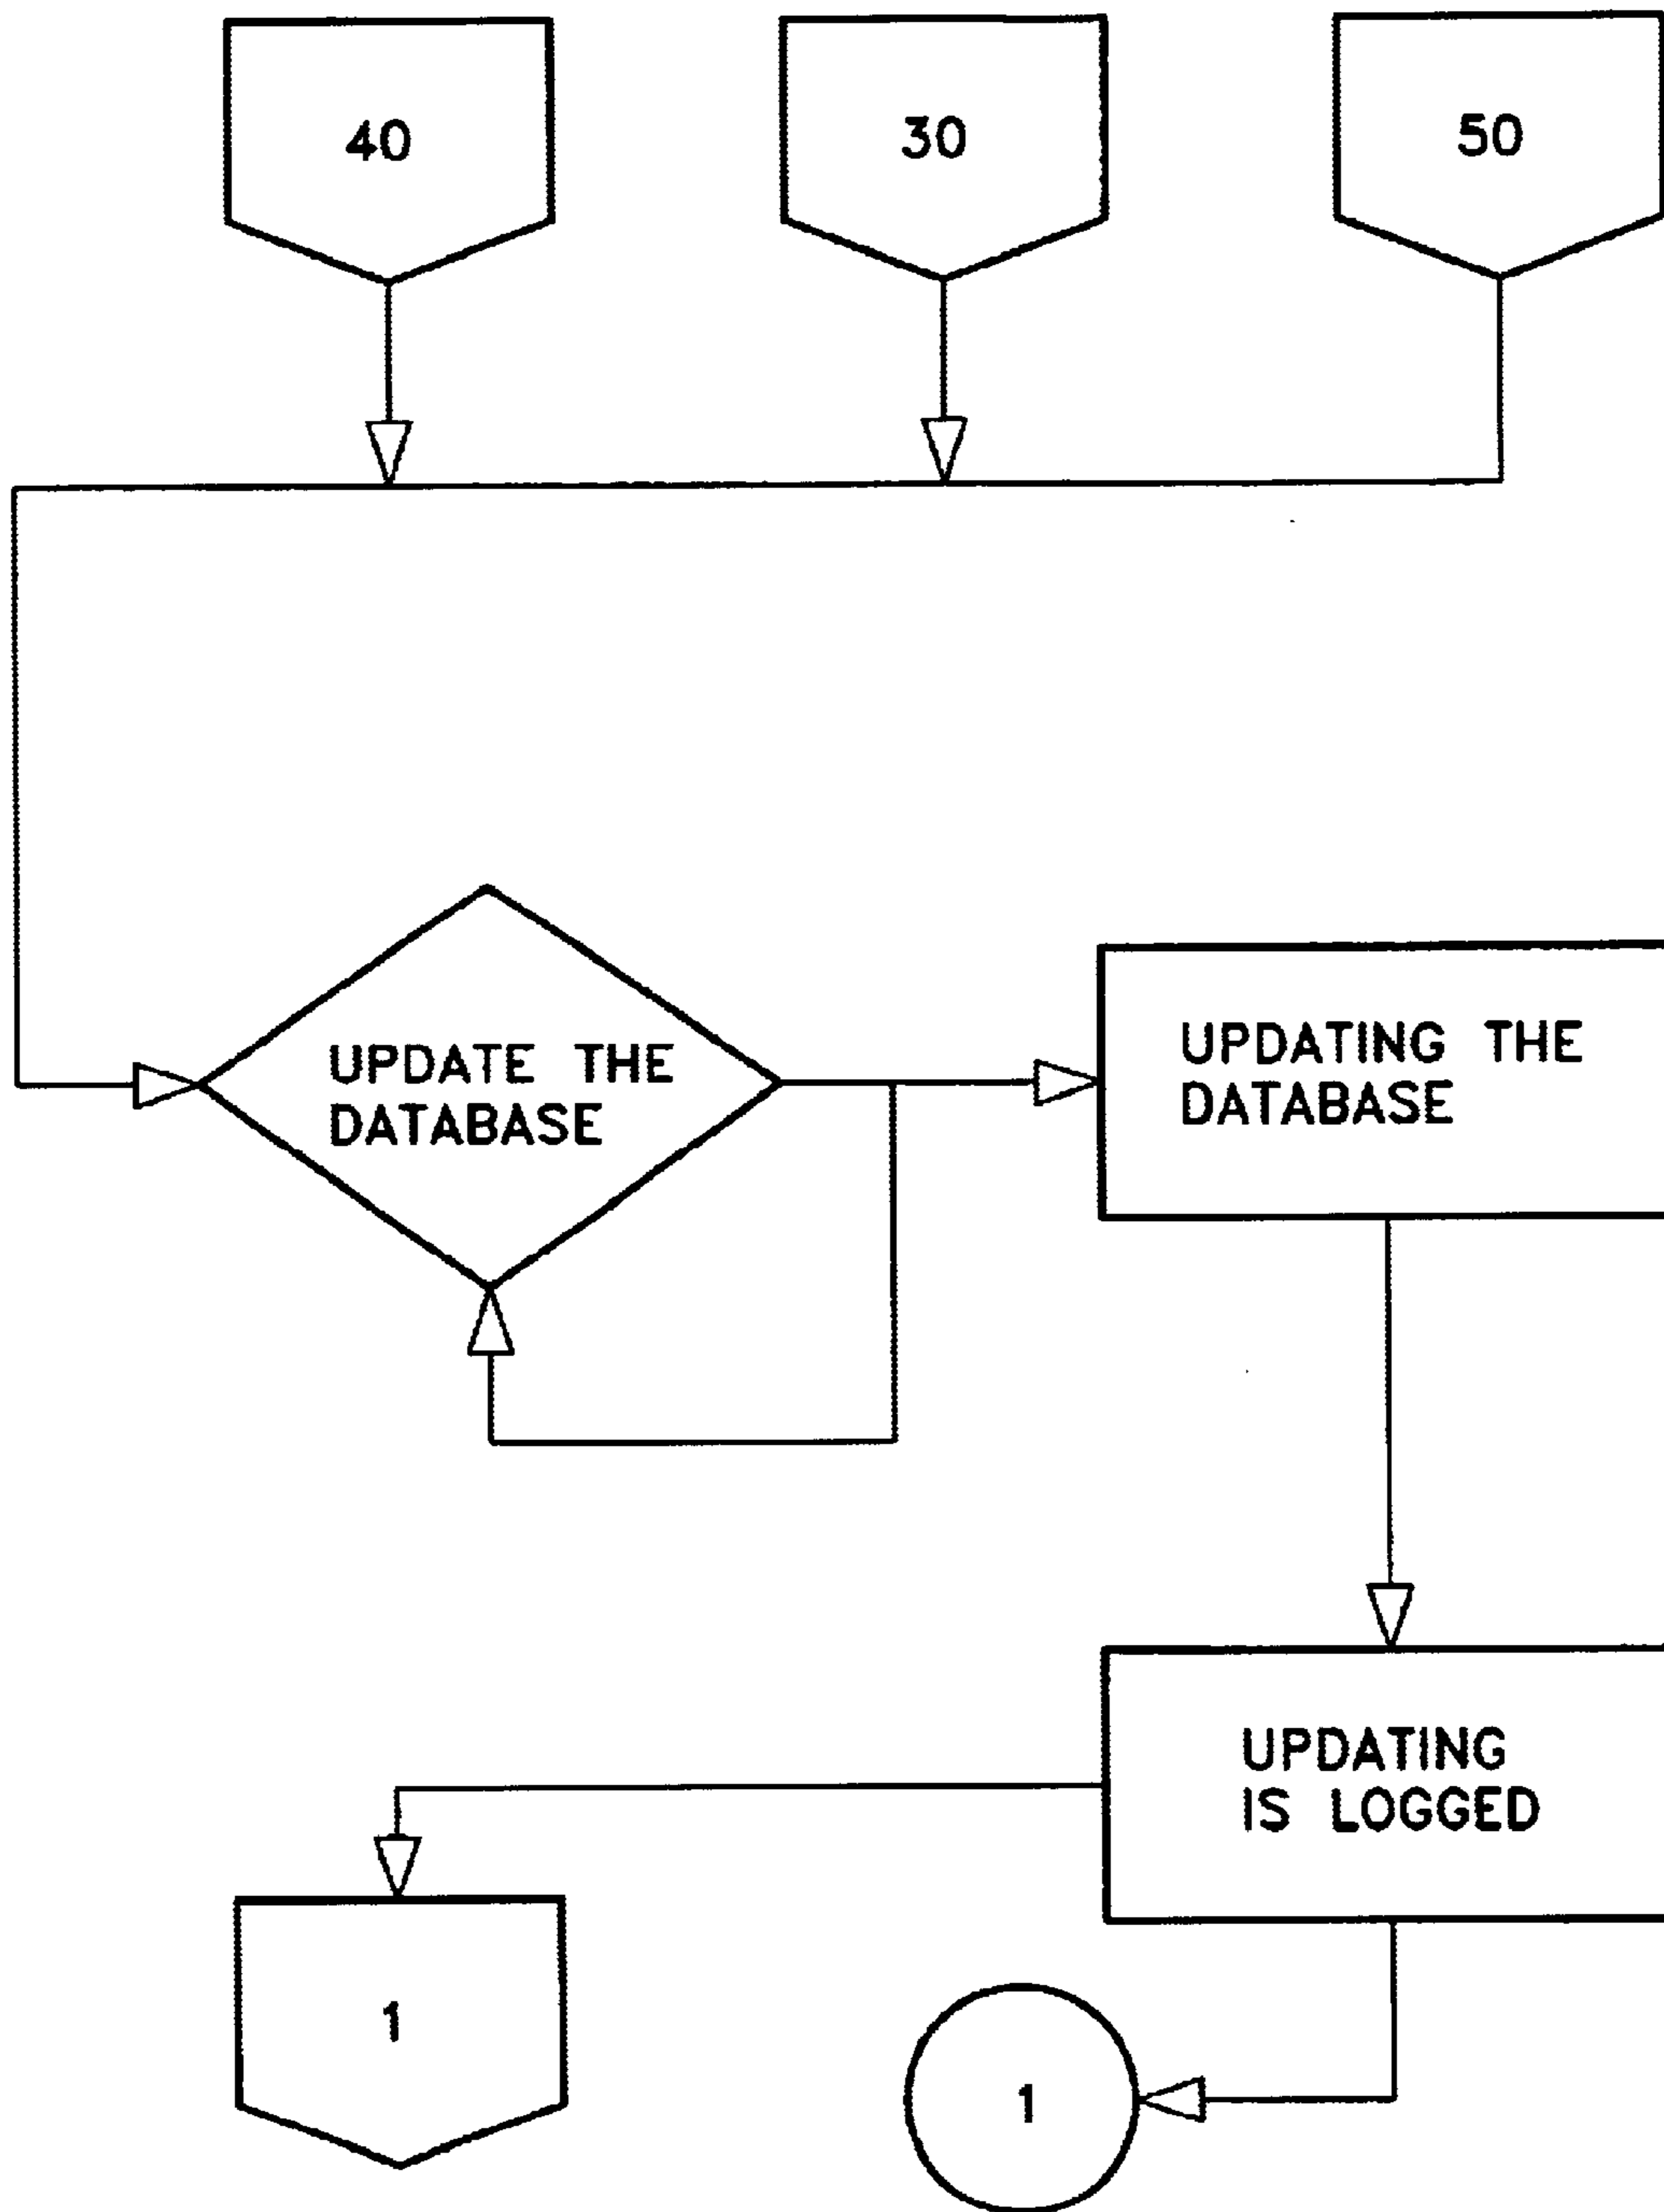 40
30
50
UPDATE THE
DATABASE
UPDATING THE
DATABASE
UPDATING
IS LOGGED
1
1